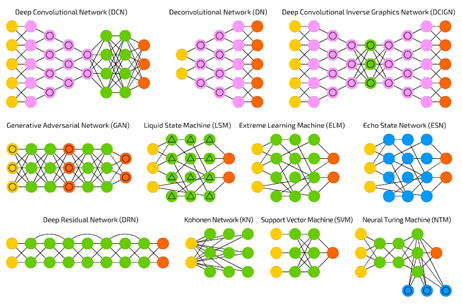 Deep Convolutional Network (DCN)
Deconvolutional Network (DN)
Deep Convolutional Inverse Graphics Network (DCIGN)
Generative Adversarial Network (GAN)
Liquid State Machine (LSM)
Extreme Learning Machine (ELM)
Echo State Network (ESN)
Deep Residual Network (DRN)
Kohonen Network (KN)
Support Vector Machine (SVM)
Neural Turing Machine (NTM)